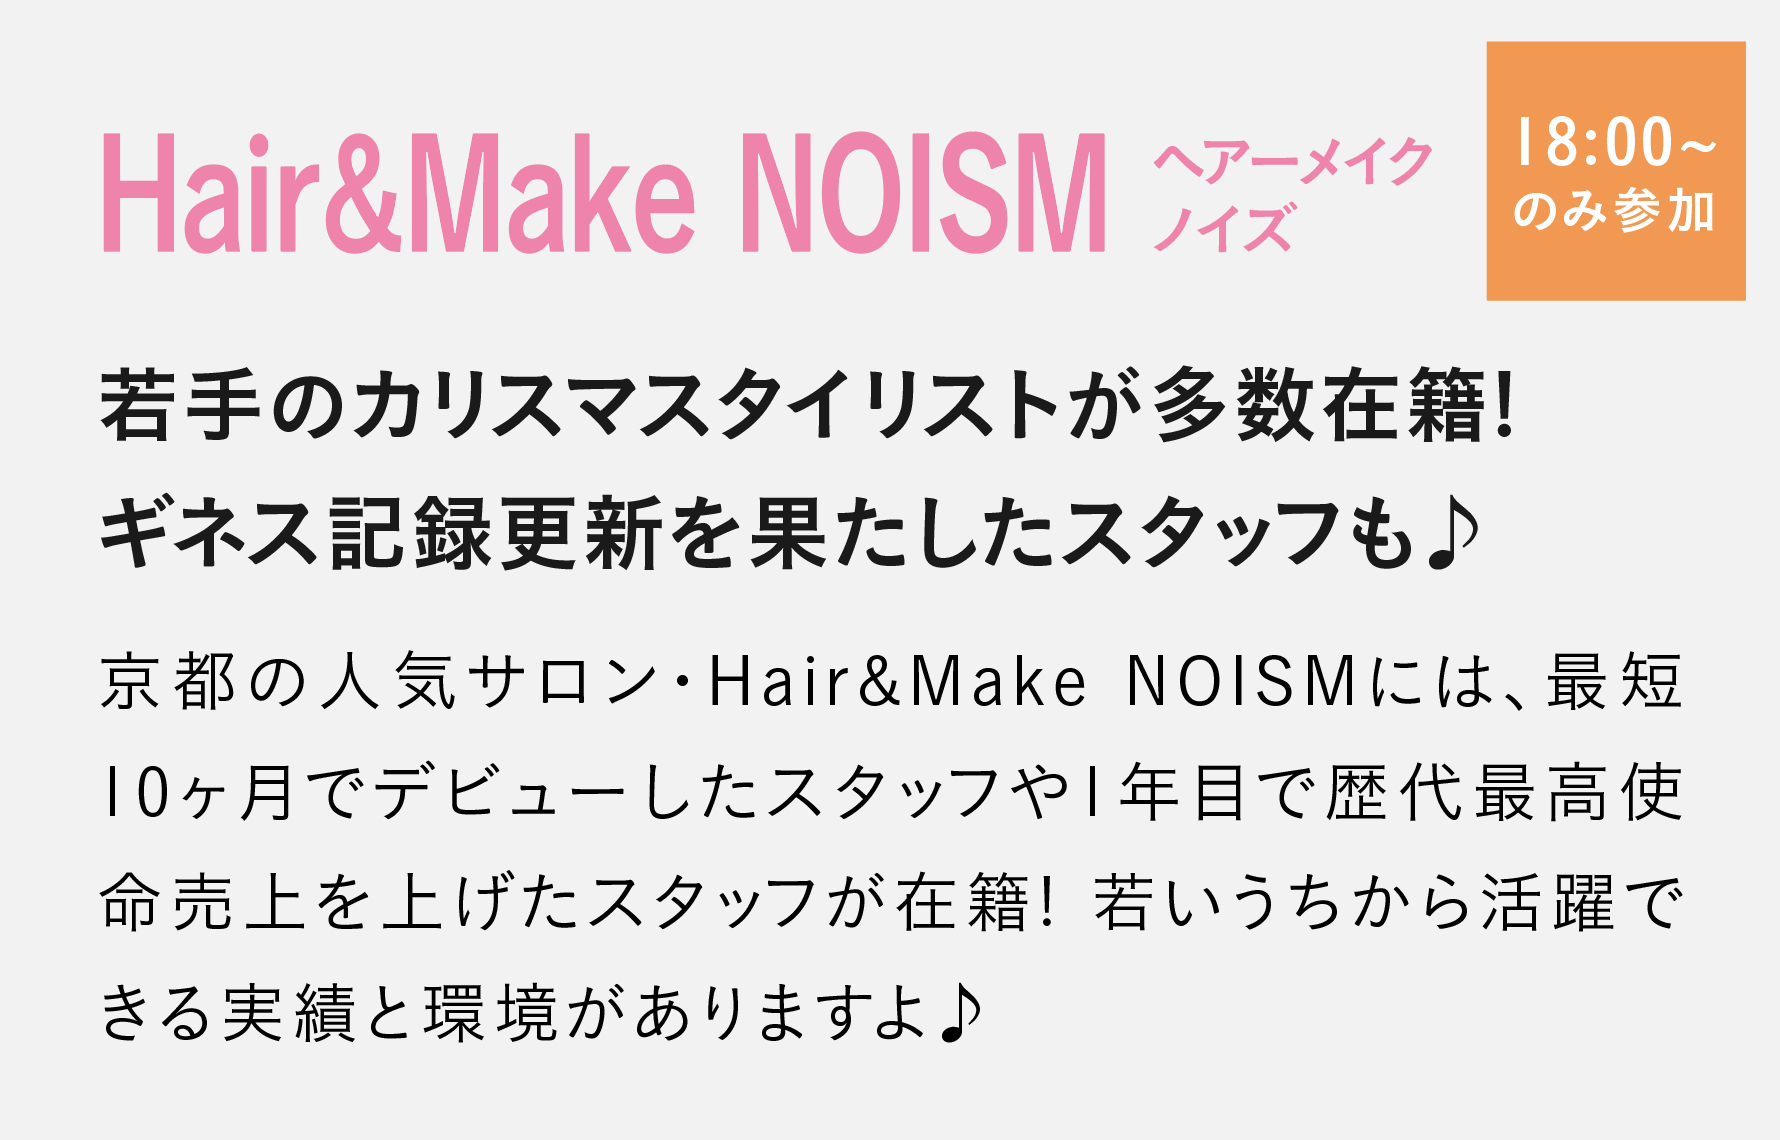 Hair&Make NOISM
ヘアーメイク
ノイズ
18:00~
のみ参加
若手のカリスマスタイリストが多数在籍!
ギネス記録更新を果たしたスタッフも♪
京都の人気サロン・Hair&Make NOISMには、最短
10ヶ月でデビューしたスタッフや1年目で歴代最高使
命売上を上げたスタッフが在籍! 若いうちから活躍で
きる実績と環境がありますよ♪